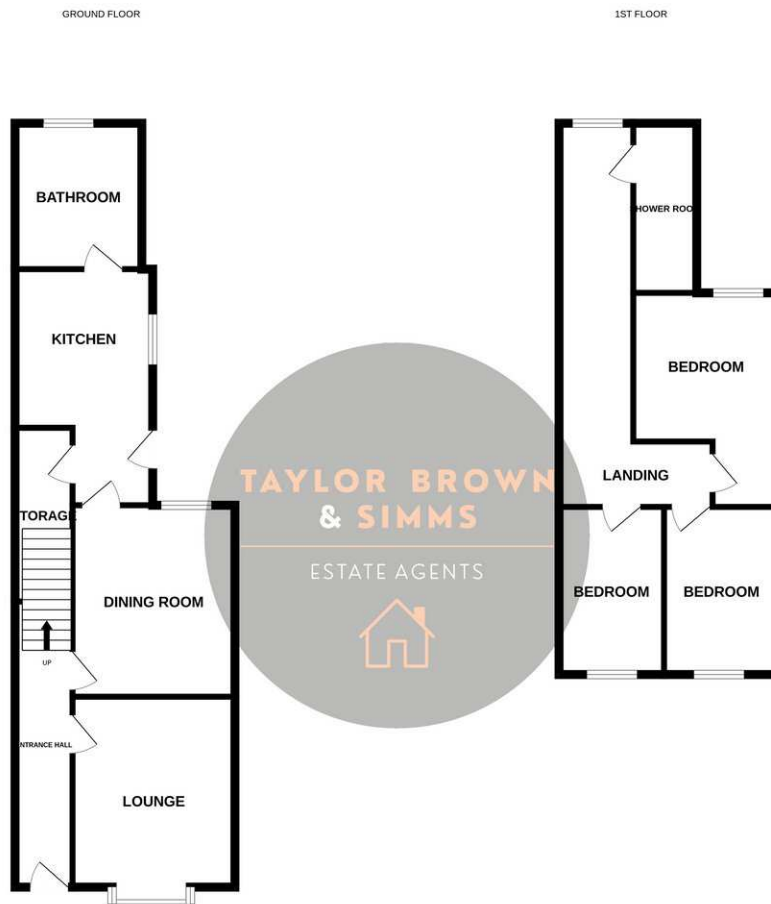 GROUND FLOOR
1ST FLOOR
BATHROOM
KITCHEN
TORAGE
DINING ROOM
UP
NTRANCE HALL
LOUNGE
HOWER ROO
BEDROOM
LANDING
BEDROOM
BEDROOM
TAYLOR BROWN
& SIMMS
ESTATE AGENTS